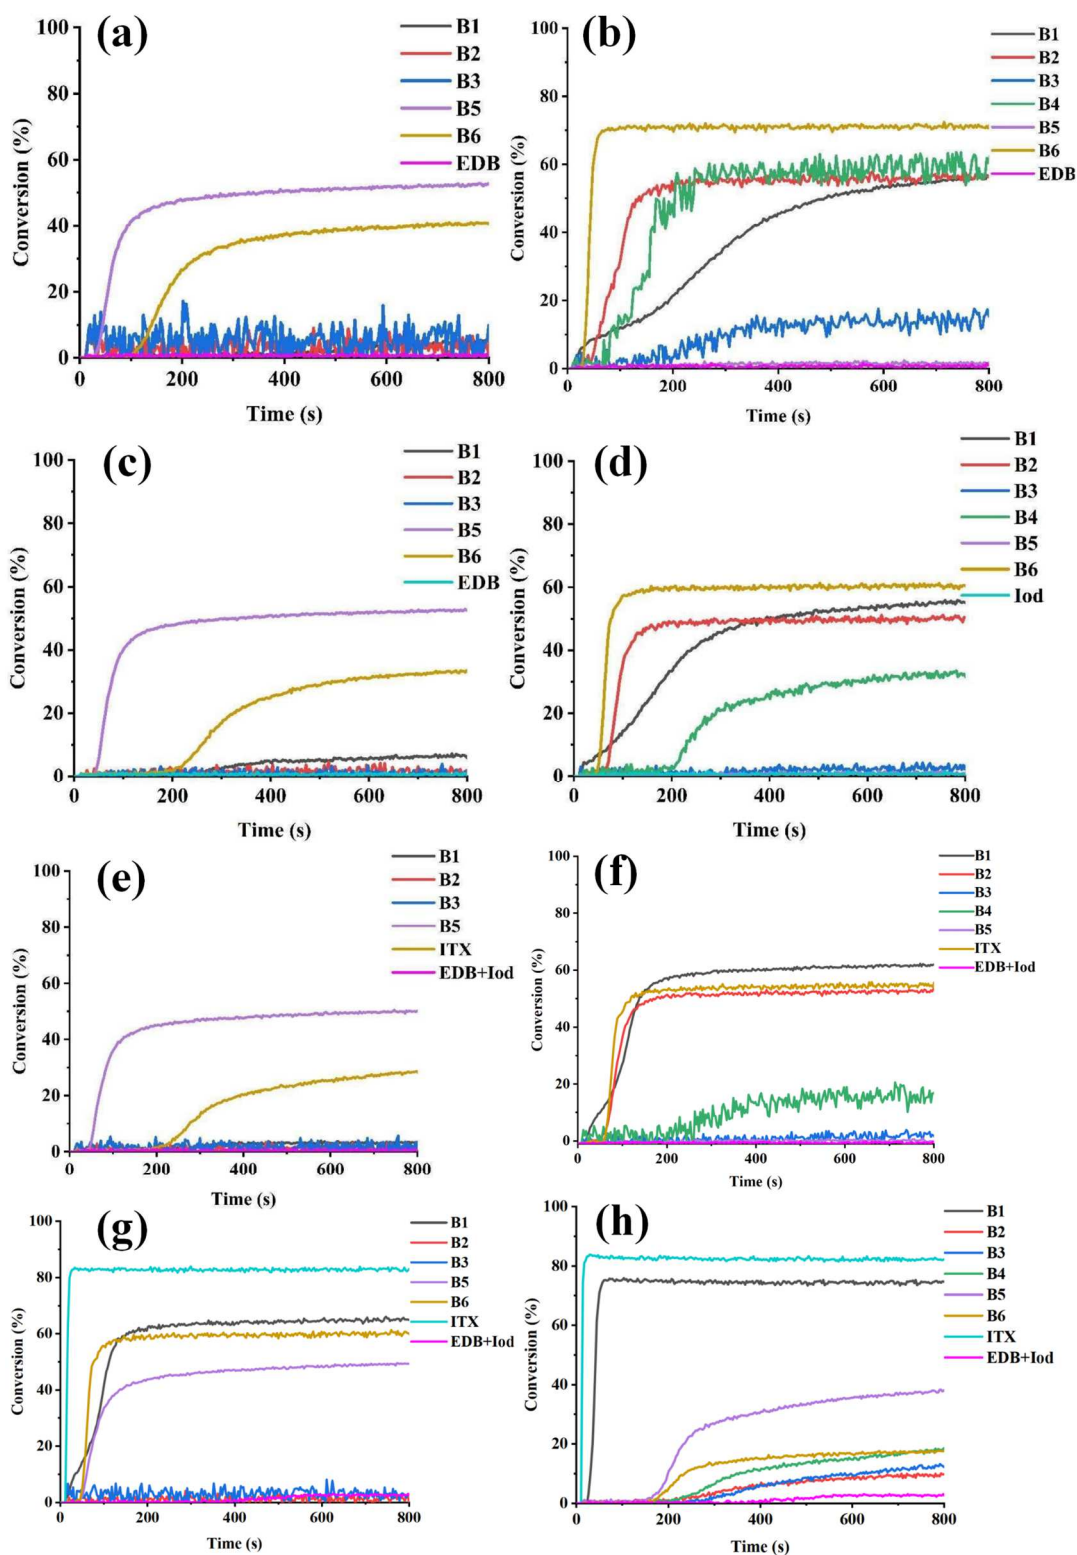 (a)
100
80
60
40
20
0
0 200 400 600 800
Conversion (%)
Time (s)
B1
B2
B3
B5
B6
EDB
(b)
100
80
60
40
20
0
0 200 400 600 800
Conversion (%)
Time (s)
B1
B2
B3
B4
B5
B6
EDB
(c)
100
80
60
40
20
0
0 200 400 600 800
Conversion (%)
Time (s)
B1
B2
B3
B5
B6
EDB
(d)
100
80
60
40
20
0
0 200 400 600 800
Conversion (%)
Time (s)
B1
B2
B3
B4
B5
B6
Iod
(e)
100
80
60
40
20
0
0 200 400 600 800
Conversion (%)
Time (s)
B1
B2
B3
B5
ITX
EDB+Iod
(f)
100
80
60
40
20
0
0 200 400 600 800
Conversion (%)
Time (s)
B1
B2
B3
B4
B5
ITX
EDB+Iod
(g)
100
80
60
40
20
0
0 200 400 600 800
Conversion (%)
Time (s)
B1
B2
B3
B5
B6
ITX
EDB+Iod
(h)
100
80
60
40
20
0
0 200 400 600 800
Conversion (%)
Time (s)
B1
B2
B3
B4
B5
B6
ITX
EDB+Iod